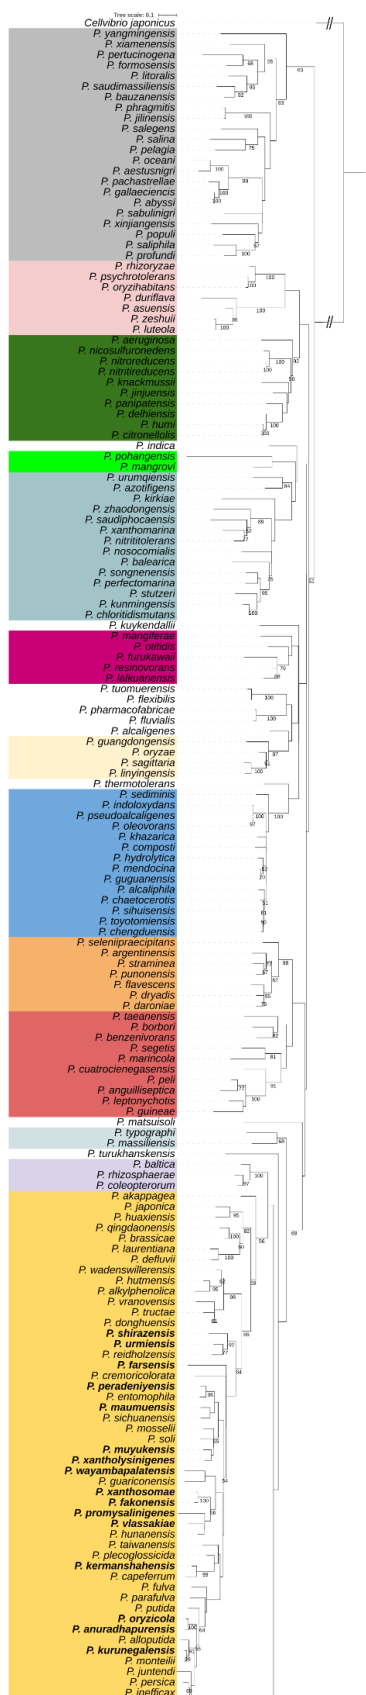 Tree scale: 0.1
Cellvibrio japonicus
P. yangmingensis
P. xiamenensis
P. pertucinogena
P. formosensis
P. litoralis
P. saudimassiliensis
P. bauzanensis
P. phragmitis
P. jilinensis
P. salegens
P. salina
P. pelagia
P. oceani
P. aestusnigri
P. pachastrellae
P. gallaeciencis
P. abyssi
P. sabulinigri
P. xinjiangensis
P. populi
P. saliphila
P. profundi
P. rhizoryzae
P. psychrotolerans
P. oryzihabitans
P. duriflava
P. asuensis
P. zeshuii
P. luteola
P. aeruginosa
P. nicosulfuronedens
P. nitroreducens
P. nitritireducens
P. knackmussii
P. jinjuensis
P. panipatensis
P. delhiensis
P. humi
P. citronellolis
P. indica
P. pohangensis
P. mangrovi
P. urumqiensis
P. azotifigens
P. kirkiae
P. zhaodongensis
P. saudiphocaensis
P. xanthomarina
P. nitrititolerans
P. nosocomialis
P. balearica
P. songnenensis
P. perfectomarina
P. stutzeri
P. kunmingensis
P. chloritidismutans
P. kuykendallii
P. mangiferae
P. otitidis
P. furukawaii
P. resinovorans
P. lalkuanensis
P. tuomuerensis
P. flexibilis
P. pharmacofabricae
P. fluvialis
P. alcaligenes
P. guangdongensis
P. oryzae
P. sagittaria
P. linyingensis
P. thermotolerans
P. sediminis
P. indoloxydans
P. pseudoalcaligenes
P. oleovorans
P. khazarica
P. composti
P. hydrolytica
P. mendocina
P. guguanensis
P. alcaliphila
P. chaetocerotis
P. sihuisensis
P. toyotomiensis
P. chengduensis
P. seleniipraecipitans
P. argentinensis
P. straminea
P. punonensis
P. flavescens
P. dryadis
P. daroniae
P. taeanensis
P. borbori
P. benzenivorans
P. segetis
P. marincola
P. cuatrocienegasensis
P. peli
P. anguilliseptica
P. leptonychotis
P. guineae
P. matsuisoli
P. typographi
P. massiliensis
P. turukhanskensis
P. baltica
P. rhizosphaerae
P. coleopterorum
P. akappagea
P. japonica
P. huaxiensis
P. qingdaonensis
P. brassicae
P. laurentiana
P. defluvii
P. wadenswillerensis
P. hutmensis
P. alkylphenolica
P. vranovensis
P. tructae
P. donghuensis
P. shirazensis
P. urmiensis
P. reidholzensis
P. farsensis
P. cremoricolorata
P. peradeniyensis
P. entomophila
P. maumuensis
P. sichuanensis
P. mosselii
P. soli
P. muyukensis
P. xantholysinigenes
P. wayambapalatensis
P. guariconensis
P. xanthosomae
P. fakonensis
P. promysalinigenes
P. vlassakiae
P. hunanensis
P. taiwanensis
P. plecoglossicida
P. kermanshahensis
P. capeferrum
P. fulva
P. parafulva
P. putida
P. oryzicola
P. anuradhapurensis
P. alloputida
P. kurunegalensis
P. monteilii
P. juntendi
P. persica
P. inefficax